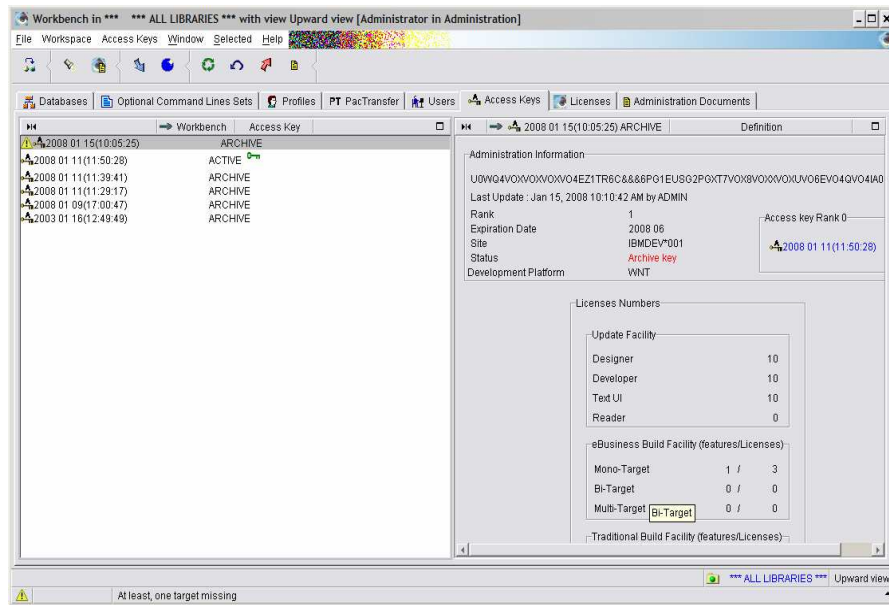 Workbench in *** *** ALL LIBRARIES *** with view Upward view [Administrator in Administration]
File Workspace Access Keys Window Selected Help
Databases Optional Command Lines Sets Profiles PT PacTransfer Users Access Keys Licenses Administration Documents
Workbench Access Key
2008 01 15(10:05:25) ARCHIVE
2008 01 11(11:50:28) ACTIVE
2008 01 11(11:39:41) ARCHIVE
2008 01 11(11:29:17) ARCHIVE
2008 01 09(17:00:47) ARCHIVE
2003 01 16(12:49:49) ARCHIVE
2008 01 15(10:05:25) ARCHIVE Definition
Administration Information
Last Update : Jan 15, 2008 10:10:42 AM by ADMIN
Rank 1
Expiration Date 2008 06
Site IBMDEV*001
Status Archive key
Development Platform WNT
Access key Rank 0
2008 01 11(11:50:28)
Licenses Numbers
Update Facility
Designer 10
Developer 10
Text UI 10
Reader 0
eBusiness Build Facility (features/Licenses)
Mono-Target 1 / 3
Bi-Target 0 / 0
Multi-Target 0 / 0
Bi-Target
Traditional Build Facility (features/Licenses)
*** ALL LIBRARIES *** Upward view
At least, one target missing